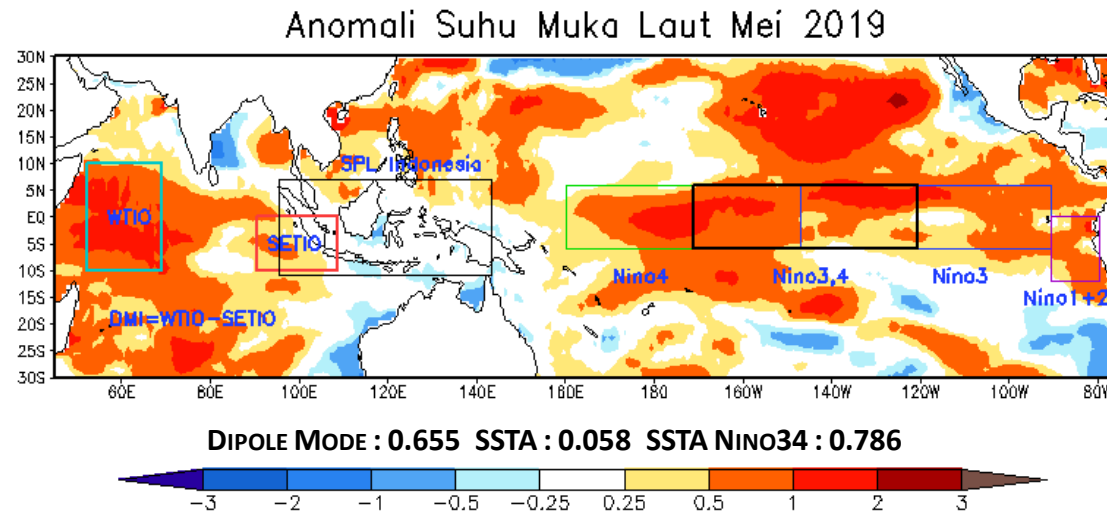 Anomali Suhu Muka Laut Mei 2019
30N
25N
20N
15N
10N
5N
EQ
5S
10S
15S
20S
25S
30S
SPL Indonesia
WTIO
SETIO
Nino4
Nino3,4
Nino3
Nino1+2
DMI=WTIO-SETIO
60E 80E 100E 120E 140E 160E 180 160W 140W 120W 100W 80W
DIPOLE MODE : 0.655 SSTA : 0.058 SSTA NINO34 : 0.786
-3 -2 -1 -0.5 -0.25 0.25 0.5 1 2 3